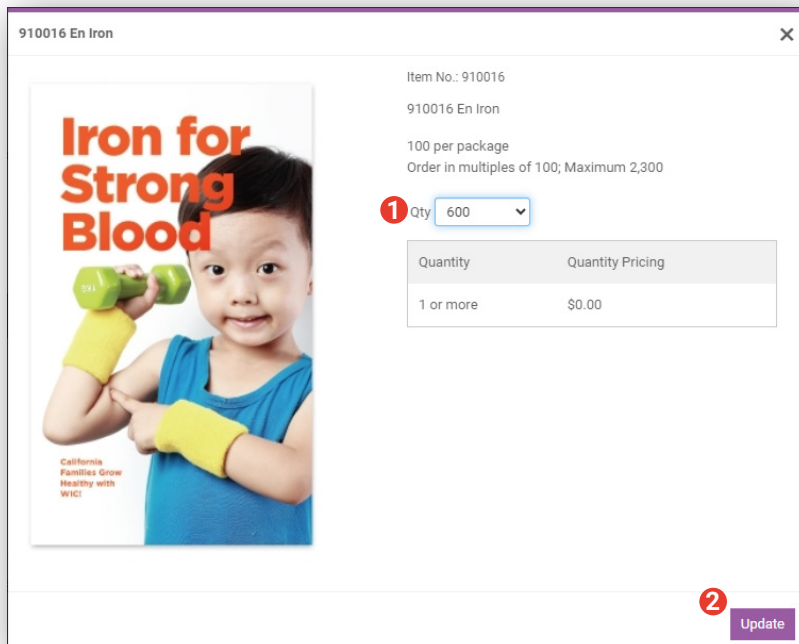 910016 En Iron
Iron for
Strong
Blood
California
Families Grow
Healthy with
WIC!
Item No.: 910016
910016 En Iron
100 per package
Order in multiples of 100; Maximum 2,300
1 Qty 600
Quantity Quantity Pricing
1 or more $0.00
2
Update